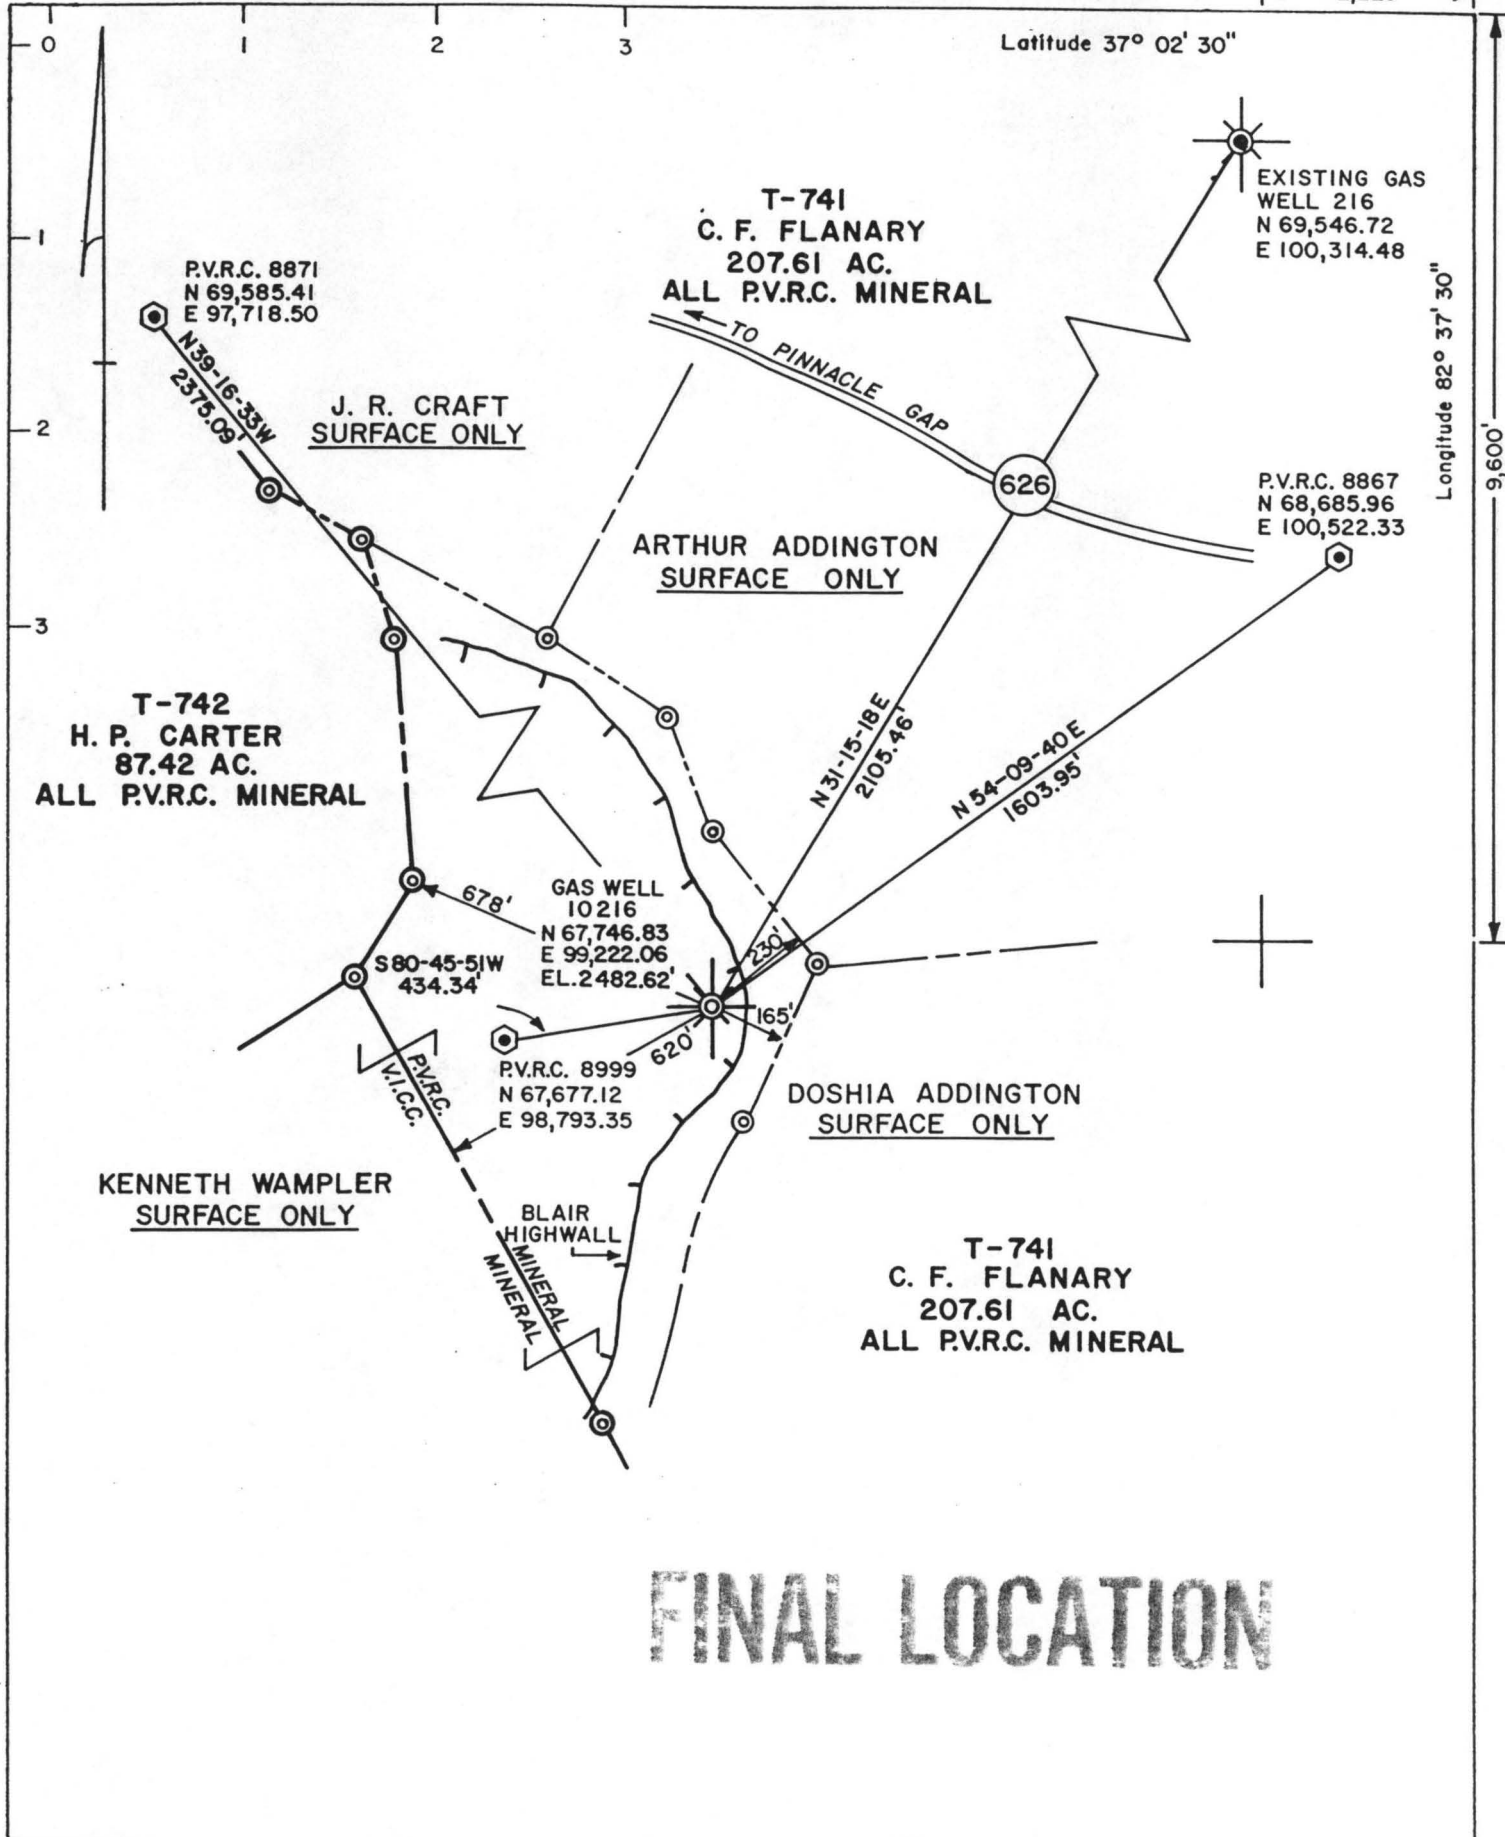 0 1 2 3
Latitude 37° 02' 30"
1
2
3
EXISTING GAS
WELL 216
N 69,546.72
E 100,314.48
T-741
C. F. FLANARY
207.61 AC.
ALL P.V.R.C. MINERAL
P.V.R.C. 8871
N 69,585.41
E 97,718.50
Longitude 82° 37' 30"
9,600'
TO PINNACLE GAP
N39-16-33W
2375.09'
J. R. CRAFT
SURFACE ONLY
626
P.V.R.C. 8867
N 68,685.96
E 100,522.33
ARTHUR ADDINGTON
SURFACE ONLY
T-742
H. P. CARTER
87.42 AC.
ALL P.V.R.C. MINERAL
N31-15-18E
2105.46'
N 54-09-40E
1603.95'
678'
GAS WELL
10216
N 67,746.83
E 99,222.06
EL. 2482.62'
S80-45-51W
434.34'
230'
165'
620'
P.V.R.C. 8999
N 67,677.12
E 98,793.35
P.V.R.C.
V.I.C.C.
DOSHIA ADDINGTON
SURFACE ONLY
KENNETH WAMPLER
SURFACE ONLY
BLAIR
HIGHWALL
MINERAL
MINERAL
T-741
C. F. FLANARY
207.61 AC.
ALL P.V.R.C. MINERAL
FINAL LOCATION